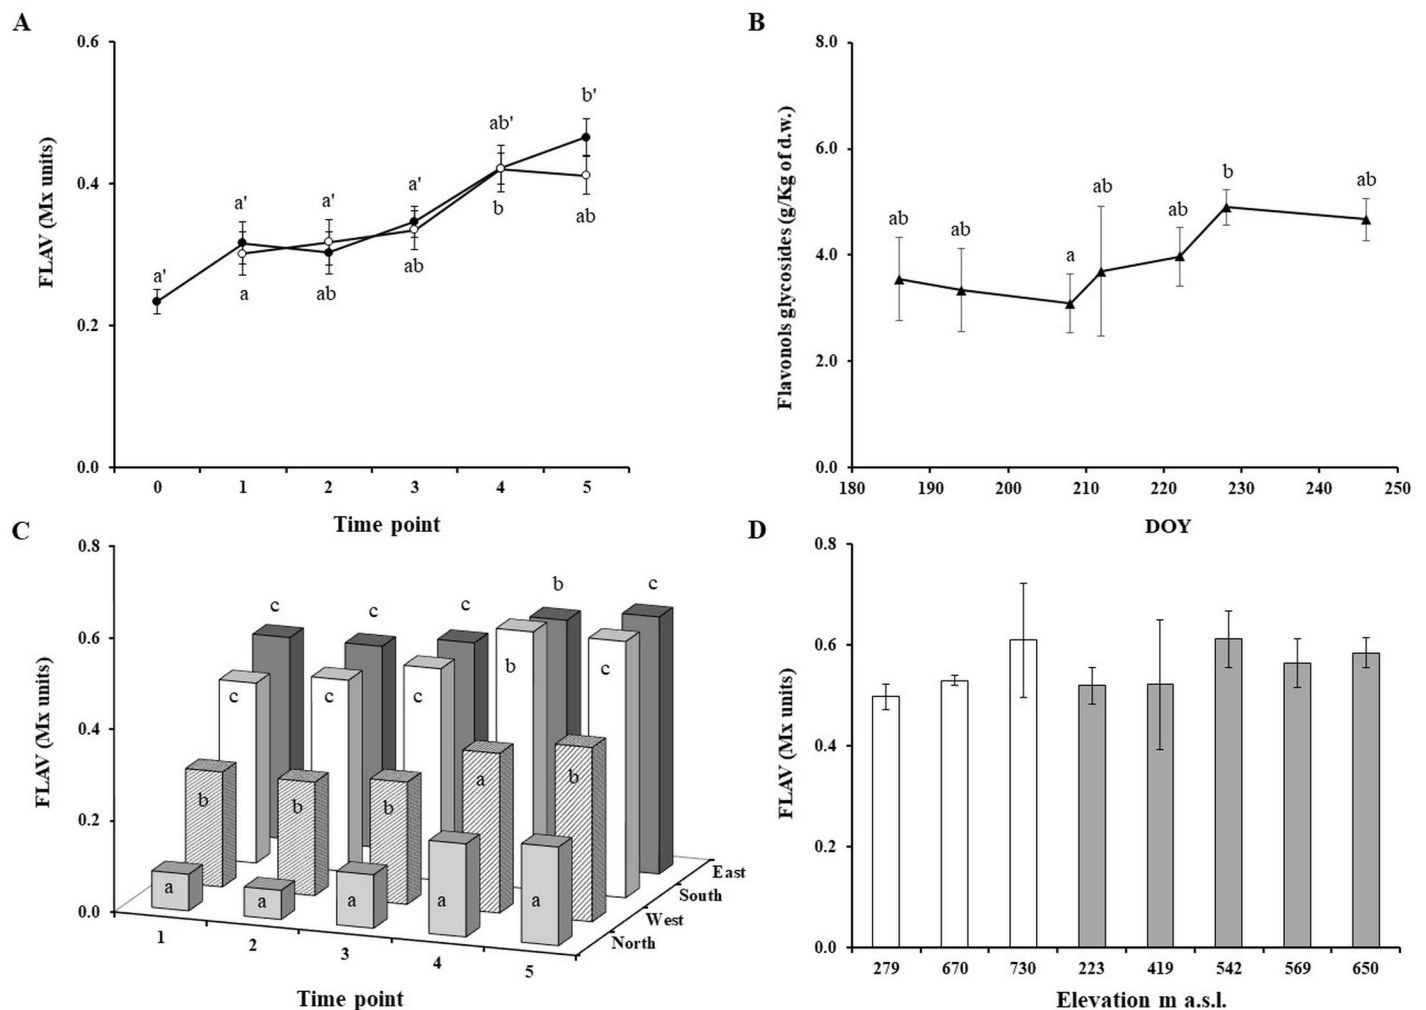 A
FLAV (Mx units)
0.6
0.4
0.2
0.0
a'
a'
a'
a'
ab'
b'
a
ab
ab
b
ab
0
1
2
3
4
5
Time point
B
Flavonols glycosides (g/Kg of d.w.)
8.0
6.0
4.0
2.0
0.0
ab
ab
a
ab
ab
b
ab
180
190
200
210
220
230
240
250
DOY
C
FLAV (Mx units)
0.8
0.6
0.4
0.2
0.0
c
c
c
b
c
c
c
c
b
c
b
b
b
a
b
a
a
a
a
a
1
2
3
4
5
North
West
South
East
Time point
D
FLAV (Mx units)
0.8
0.6
0.4
0.2
0.0
279
670
730
223
419
542
569
650
Elevation m a.s.l.